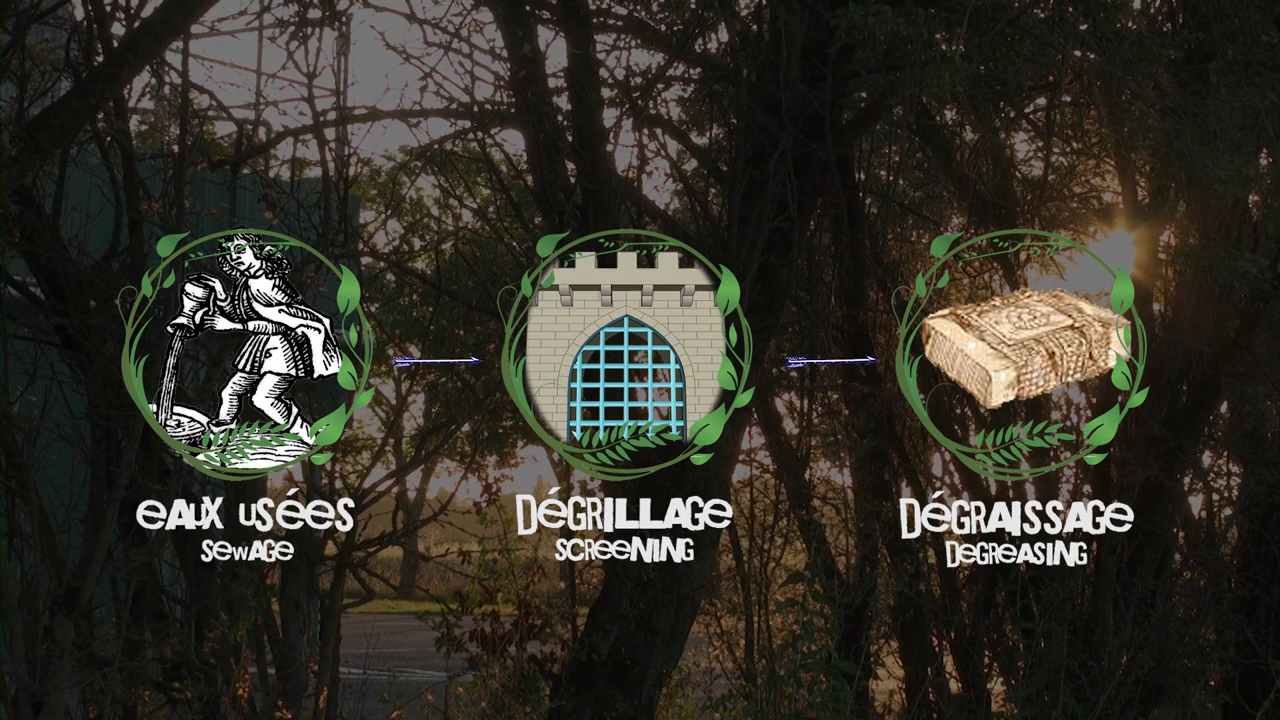 eAUX USéeS
SeWAGe
DéGRILLAGe
SCReeNING
DéGRAISSAGe
DeGReASING